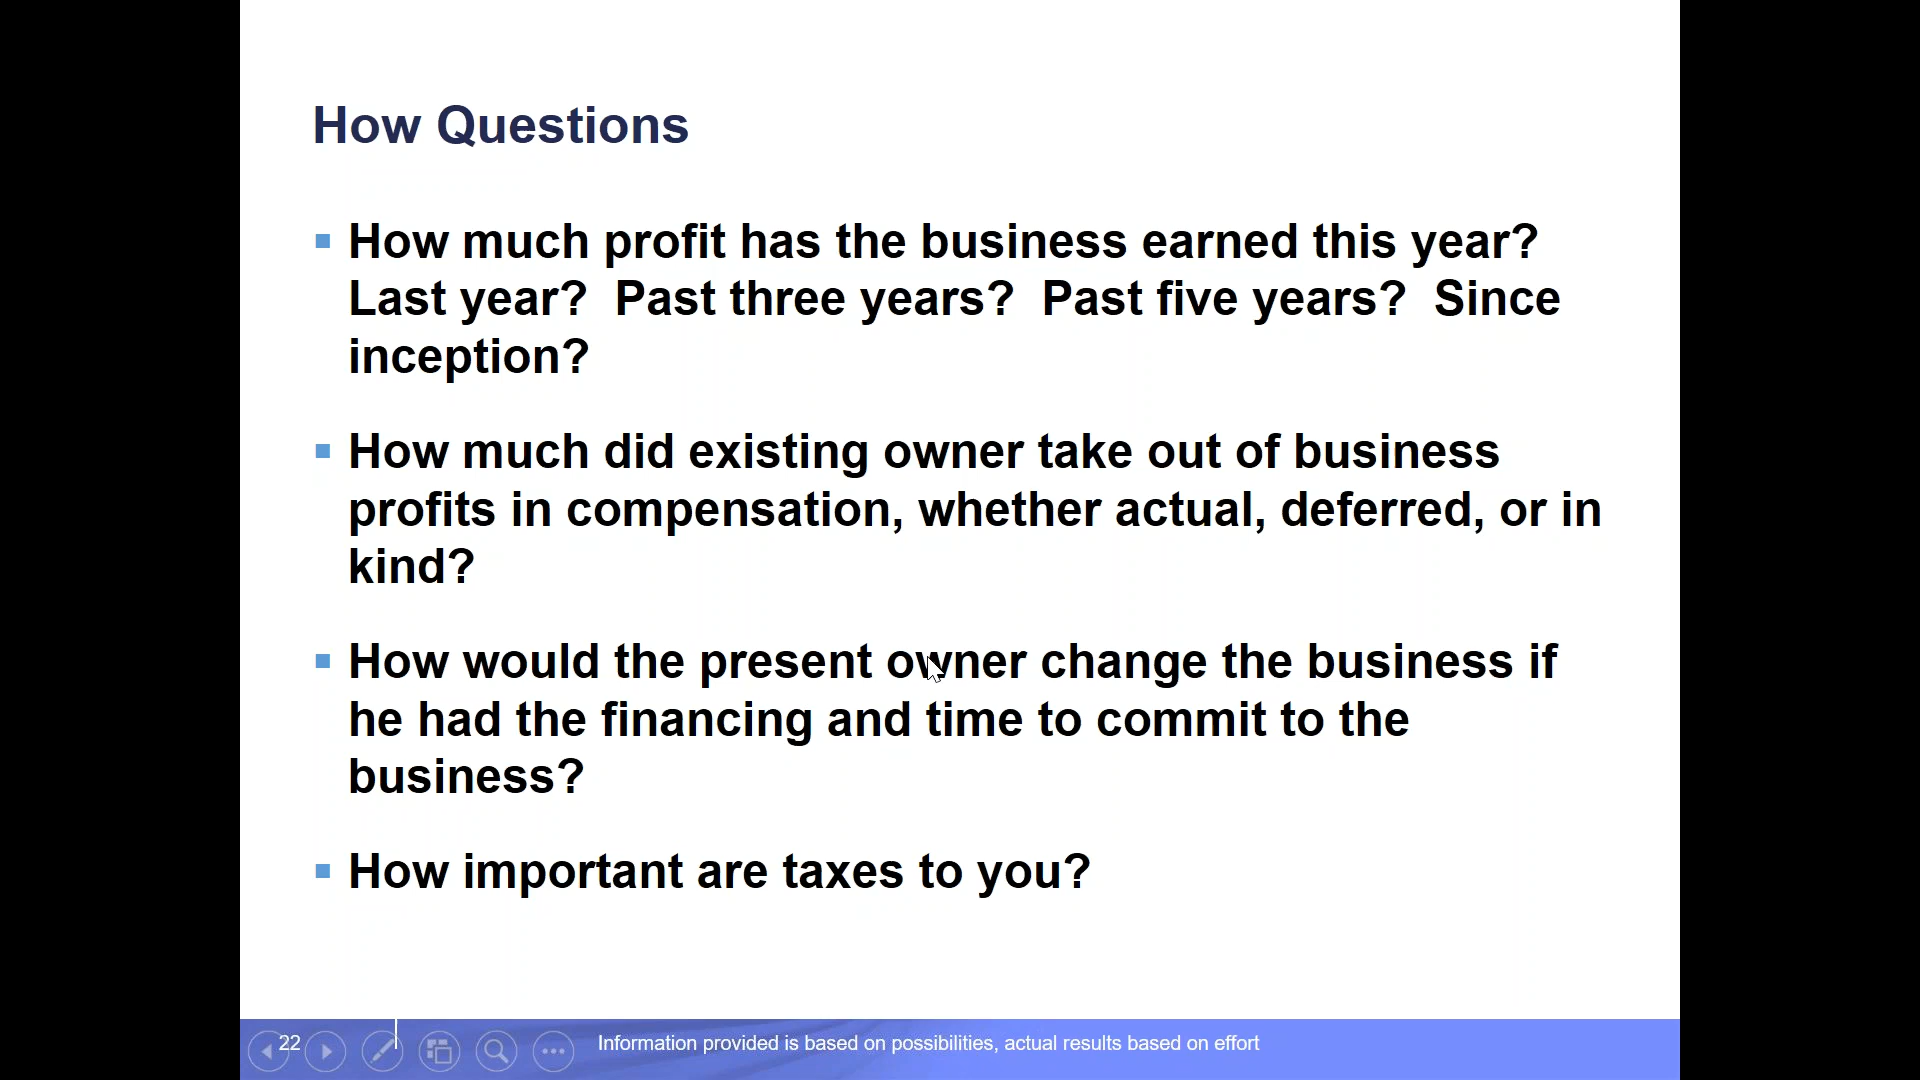 How Questions
How much profit has the business earned this year?
Last year?  Past three years?  Past five years?  Since
inception?
How much did existing owner take out of business
profits in compensation, whether actual, deferred, or in
kind?
How would the present owner change the business if
he had the financing and time to commit to the
business?
How important are taxes to you?
22
Information provided is based on possibilities, actual results based on effort